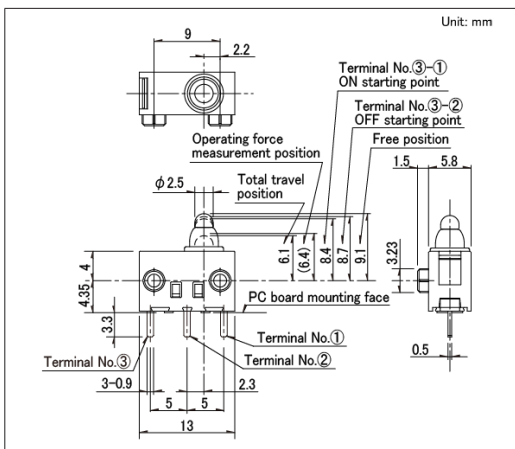 Unit: mm
9
2.2
Terminal No.③-①
ON starting point
Terminal No.③-②
OFF starting point
Operating force
measurement position
Free position
1.5
5.8
φ2.5
Total travel
position
6.1
(6.4)
8.4
8.7
9.1
3.23
4
4.35
PC board mounting face
3.3
Terminal No.①
Terminal No.③
Terminal No.②
0.5
3-0.9
2.3
5
5
13